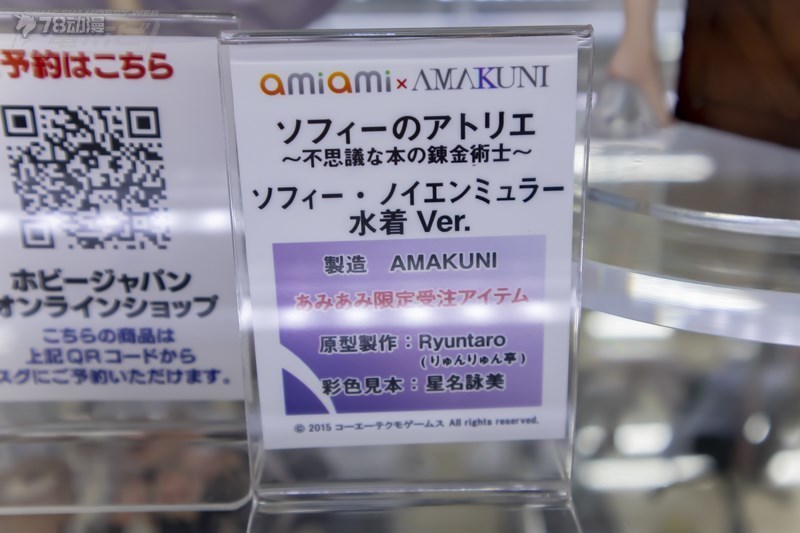 78动漫
予約はこちら
ホビージャパン
オンラインショップ
こちらの商品は
上記QRコードから
スグにご予約いただけます。
amiami×AMAKUNI
ソフィーのアトリエ
～不思議な本の錬金術士～
ソフィー・ノイエンミュラー
水着 Ver.
製造 AMAKUNI
あみあみ限定受注アイテム
原型製作：Ryuntaro
(りゅんりゅん亭)
彩色見本：星名詠美
© 2015 コーエーテクモゲームス All rights reserved.